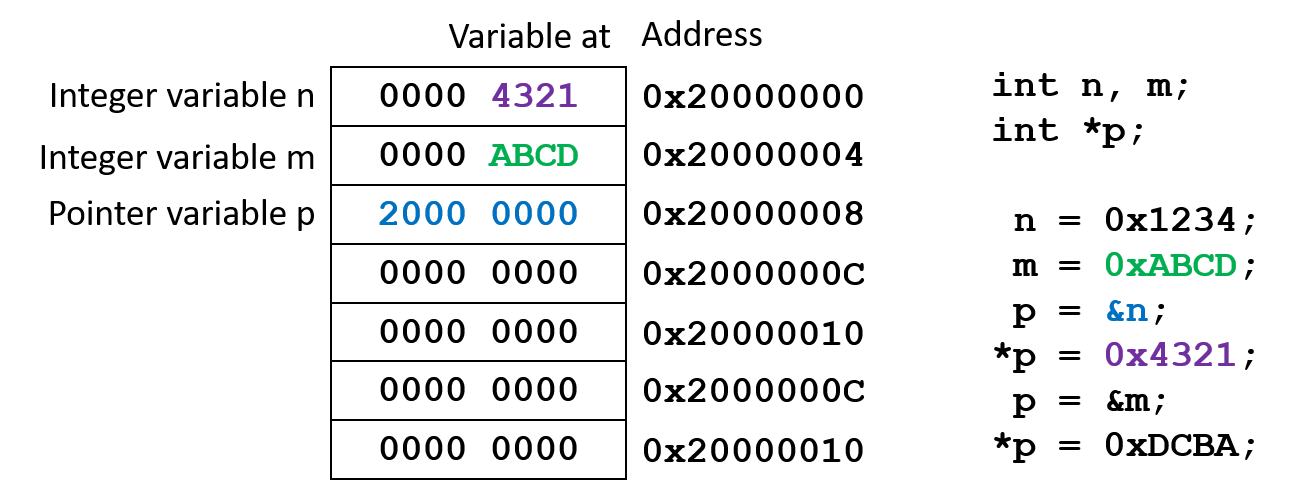 Variable at Address
Integer variable n 0000 4321 0x20000000
Integer variable m 0000 ABCD 0x20000004
Pointer variable p 2000 0000 0x20000008
0000 0000 0x2000000C
0000 0000 0x20000010
0000 0000 0x2000000C
0000 0000 0x20000010
int n, m;
int *p;
n = 0x1234;
m = 0xABCD;
p = &n;
*p = 0x4321;
p = &m;
*p = 0xDCBA;